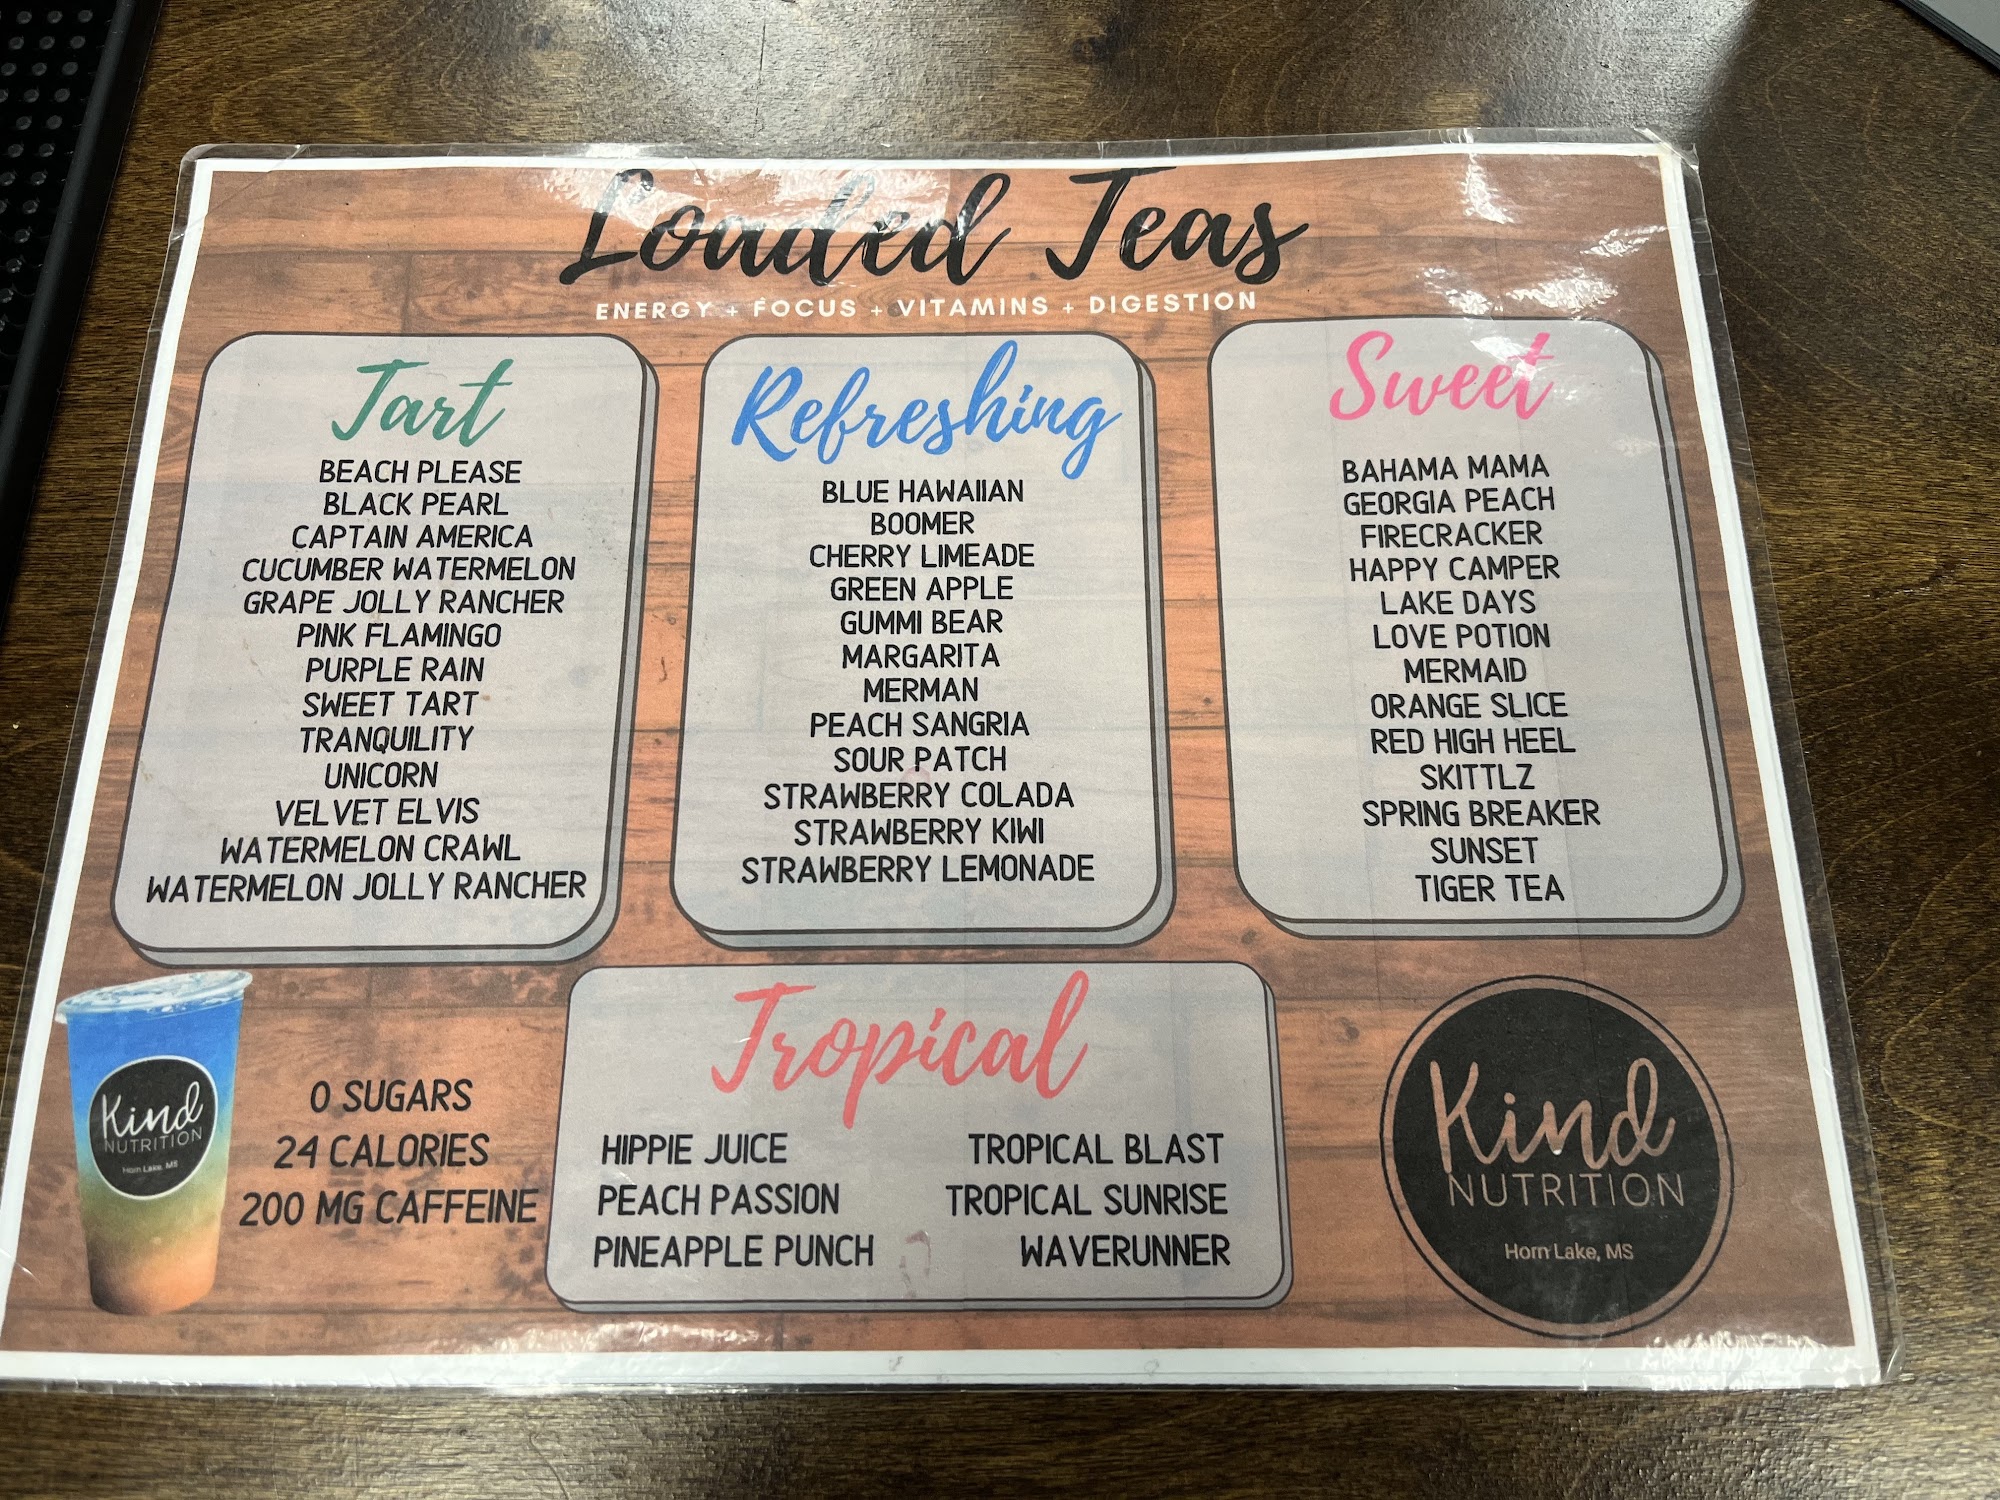 Loaded Teas
ENERGY + FOCUS + VITAMINS + DIGESTION
Tart
BEACH PLEASE
BLACK PEARL
CAPTAIN AMERICA
CUCUMBER WATERMELON
GRAPE JOLLY RANCHER
PINK FLAMINGO
PURPLE RAIN
SWEET TART
TRANQUILITY
UNICORN
VELVET ELVIS
WATERMELON CRAWL
WATERMELON JOLLY RANCHER
Refreshing
BLUE HAWAIIAN
BOOMER
CHERRY LIMEADE
GREEN APPLE
GUMMI BEAR
MARGARITA
MERMAN
PEACH SANGRIA
SOUR PATCH
STRAWBERRY COLADA
STRAWBERRY KIWI
STRAWBERRY LEMONADE
Sweet
BAHAMA MAMA
GEORGIA PEACH
FIRECRACKER
HAPPY CAMPER
LAKE DAYS
LOVE POTION
MERMAID
ORANGE SLICE
RED HIGH HEEL
SKITTLZ
SPRING BREAKER
SUNSET
TIGER TEA
Kind
NUTRITION
Horn Lake, MS
0 SUGARS
24 CALORIES
200 MG CAFFEINE
Tropical
HIPPIE JUICE
PEACH PASSION
PINEAPPLE PUNCH
TROPICAL BLAST
TROPICAL SUNRISE
WAVERUNNER
Kind
NUTRITION
Horn Lake, MS